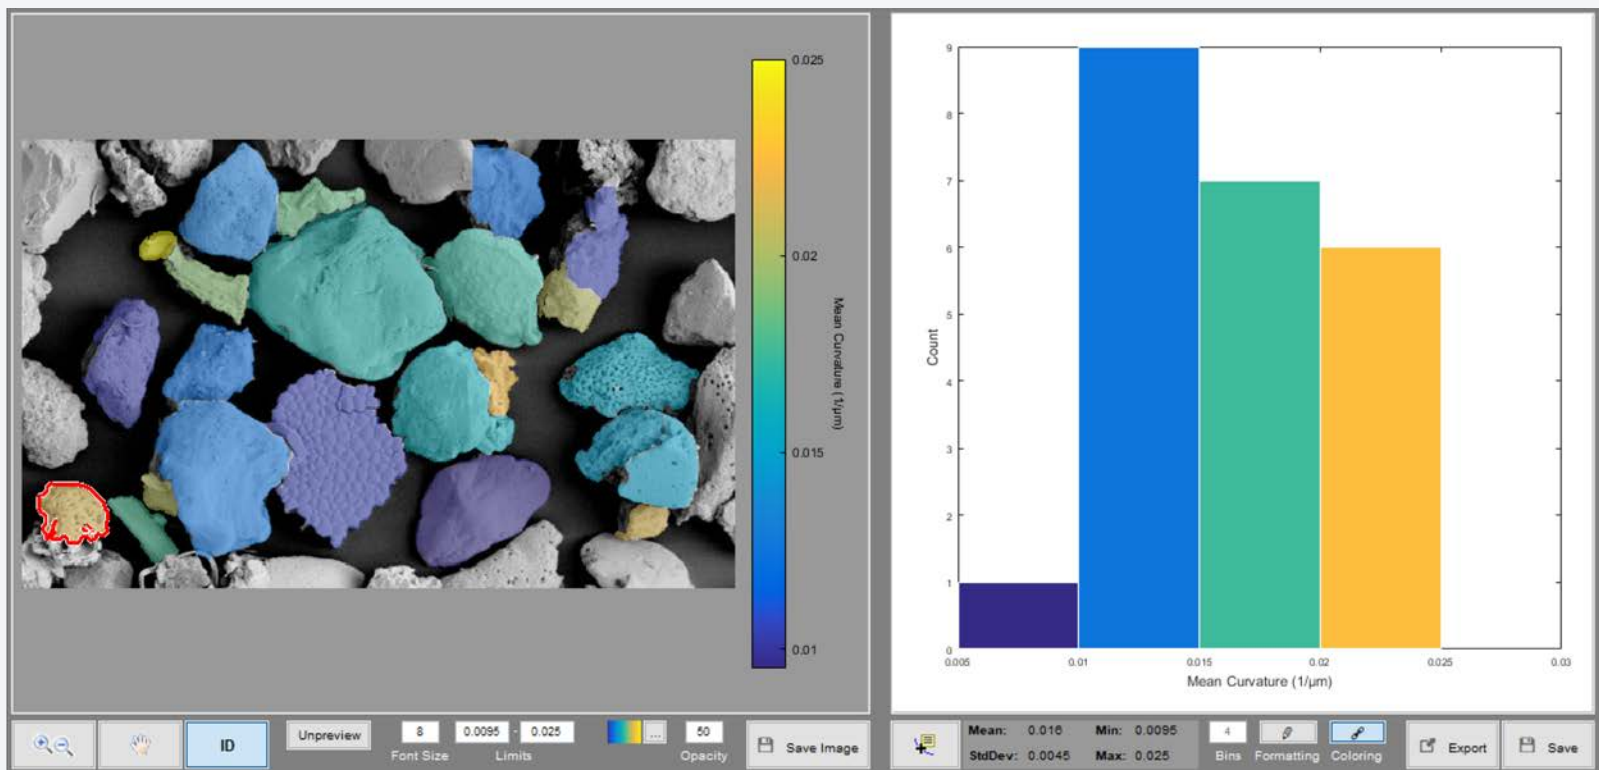 0.025
0.02
0.015
0.01
Mean Curvature (1/µm)
9
8
7
6
5
4
3
2
1
0
Count
0.005
0.01
0.015
0.02
0.025
0.03
Mean Curvature (1/µm)
ID
Unpreview
8
Font Size
0.0095 - 0.025
Limits
...
50
Opacity
Save Image
Mean: 0.016 Min: 0.0095
StdDev: 0.0045 Max: 0.025
4
Bins
Formatting
Coloring
Export
Save